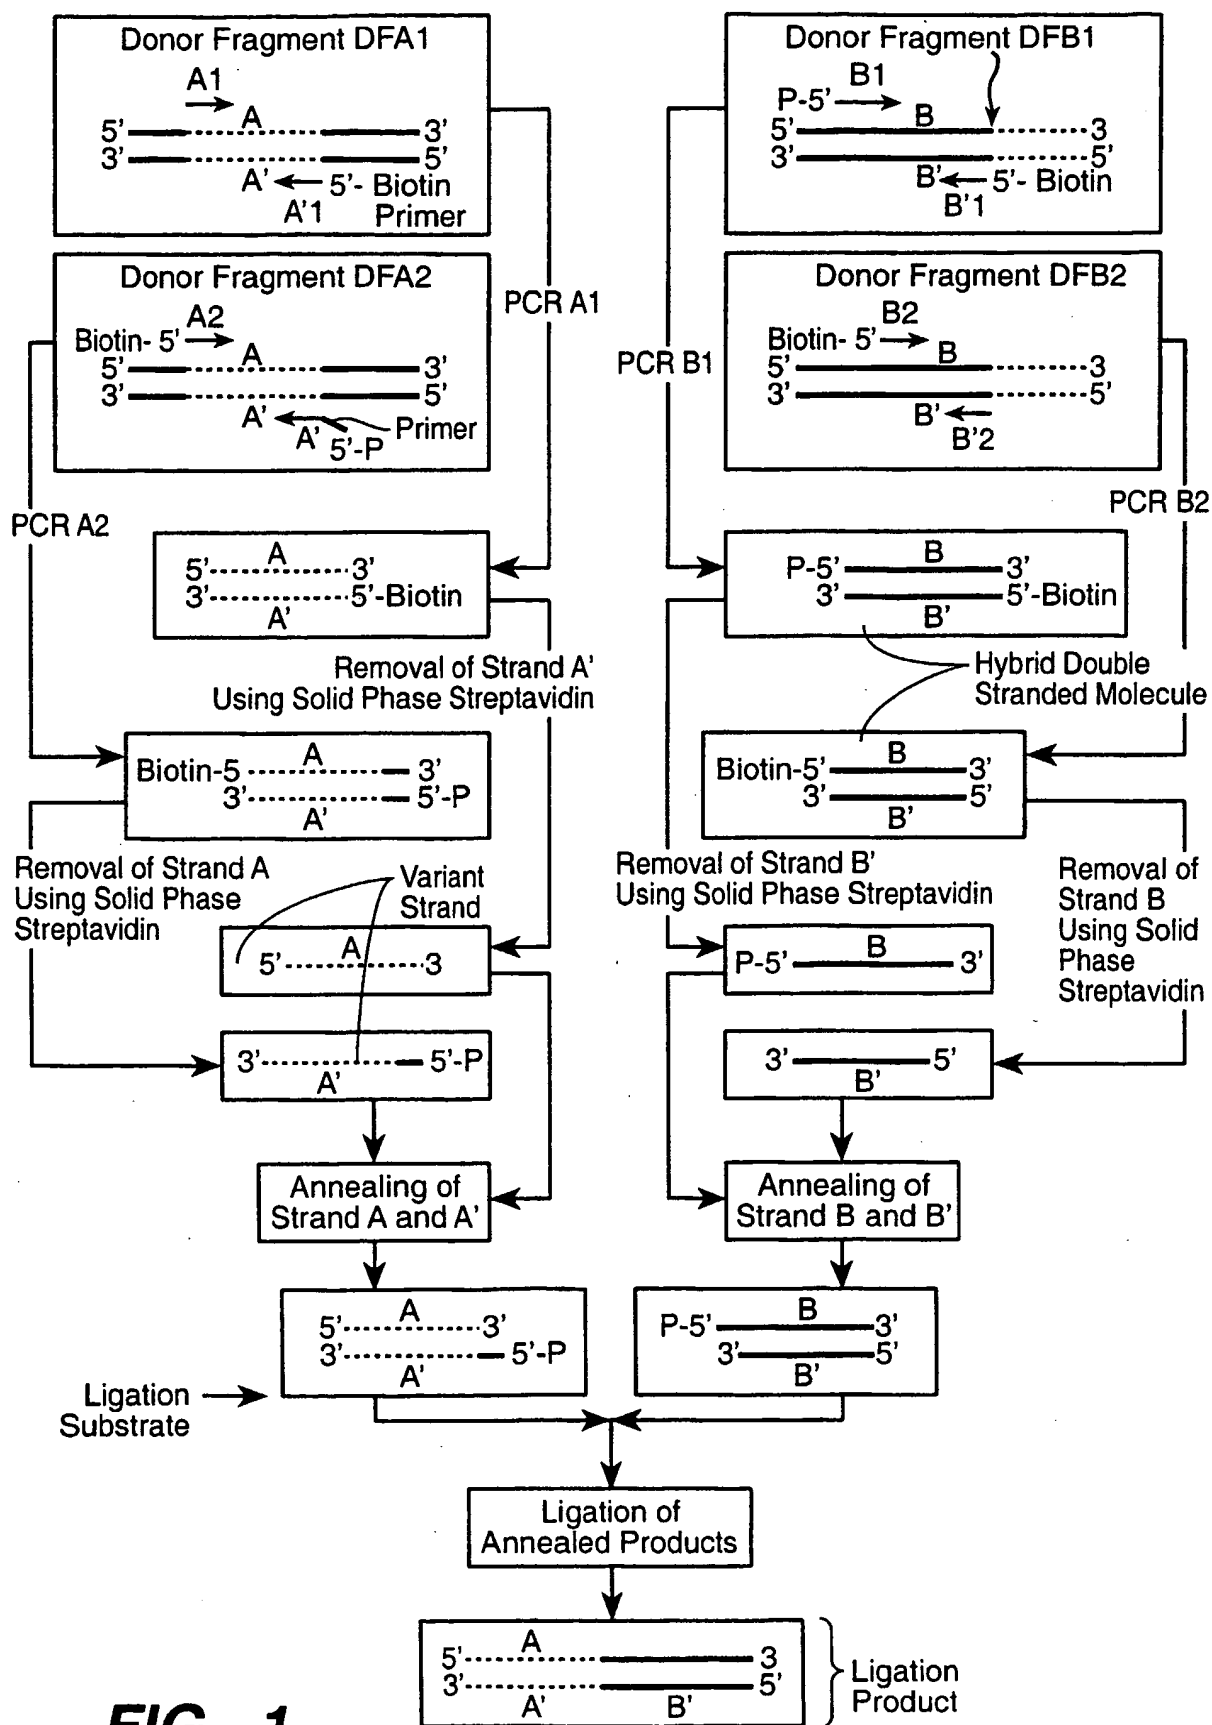 Donor Fragment DFA1
A1
A
5' 3'
3' 5'
A' 5'- Biotin
A'1 Primer
Donor Fragment DFB1
B1
P-5'
B
5' 3
3' 5'
B' 5'- Biotin
B'1
Donor Fragment DFA2
A2
Biotin- 5'
A
5' 3'
3' 5'
A' A' Primer
5'-P
Donor Fragment DFB2
B2
Biotin- 5'
B
5' 3
3' 5'
B'
B'2
PCR A1
PCR B1
PCR A2
PCR B2
A
5' 3'
3' 5'-Biotin
A'
B
P-5' 3'
3' 5'-Biotin
B'
Removal of Strand A'
Using Solid Phase Streptavidin
Hybrid Double
Stranded Molecule
A
Biotin-5 3'
3' 5'-P
A'
B
Biotin-5' 3'
3' 5'
B'
Removal of Strand A
Using Solid Phase
Streptavidin
Variant
Strand
Removal of Strand B'
Using Solid Phase Streptavidin
Removal of
Strand B
Using Solid
Phase
Streptavidin
A
5' 3
B
P-5' 3'
3' 5'-P
A'
3' 5'
B'
Annealing of
Strand A and A'
Annealing of
Strand B and B'
A
5' 3'
3' 5'-P
A'
B
P-5' 3'
3' 5'
B'
Ligation
Substrate
Ligation of
Annealed Products
A
5' 3
3' 5'
A' B'
Ligation
Product
FIG._1